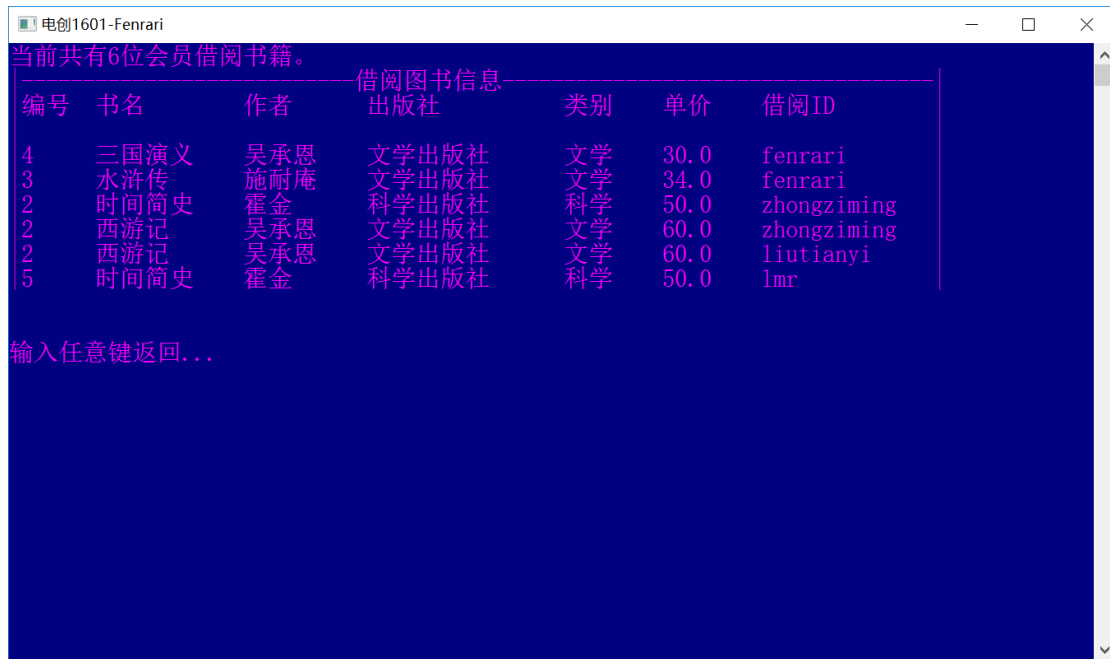 电创1601-Fenrari
当前共有6位会员借阅书籍。
|---------------------------借阅图书信息-----------------------------------|
编号 书名 作者 出版社 类别 单价 借阅ID
4 三国演义 吴承恩 文学出版社 文学 30.0 fenrari
3 水浒传 施耐庵 文学出版社 文学 34.0 fenrari
2 时间简史 霍金 科学出版社 科学 50.0 zhongziming
2 西游记 吴承恩 文学出版社 文学 60.0 zhongziming
2 西游记 吴承恩 文学出版社 文学 60.0 liutianyi
5 时间简史 霍金 科学出版社 科学 50.0 lmr
输入任意键返回...